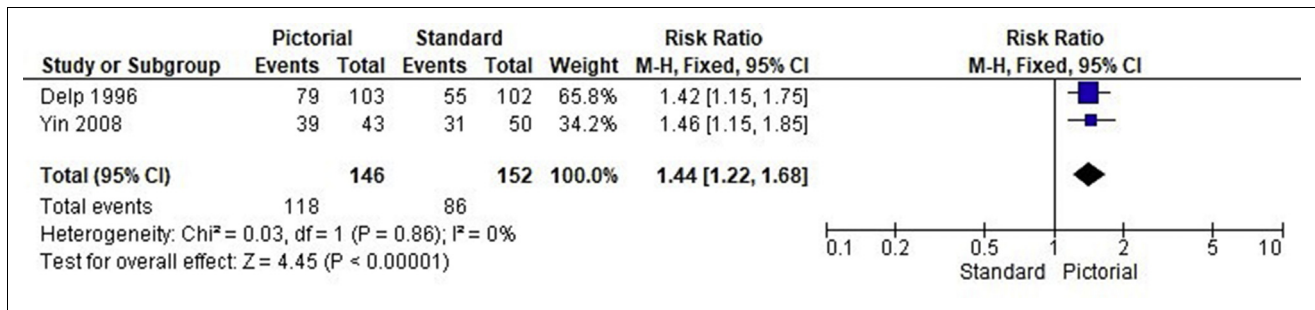 Pictorial Standard Risk Ratio Risk Ratio
Study or Subgroup Events Total Events Total Weight M-H, Fixed, 95% CI M-H, Fixed, 95% CI
Delp 1996 79 103 55 102 65.8% 1.42 [1.15, 1.75]
Yin 2008 39 43 31 50 34.2% 1.46 [1.15, 1.85]
Total (95% CI) 146 152 100.0% 1.44 [1.22, 1.68]
Total events 118 86
Heterogeneity: Chi² = 0.03, df = 1 (P = 0.86); I² = 0%
Test for overall effect: Z = 4.45 (P < 0.00001)
0.1 0.2 0.5 1 2 5 10
Standard Pictorial